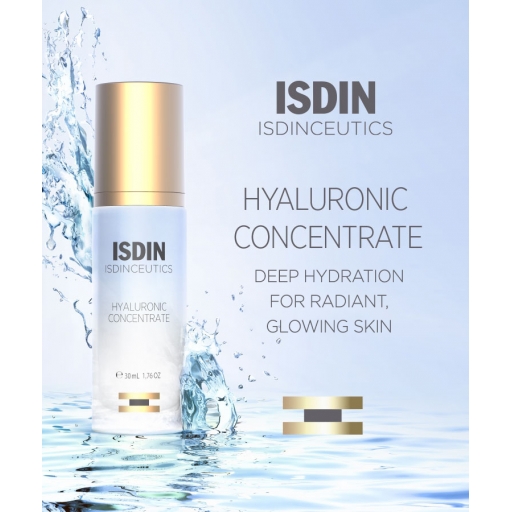 ISDIN
ISDINCEUTICS
HYALURONIC
CONCENTRATE
DEEP HYDRATION
FOR RADIANT,
GLOWING SKIN
ISDIN
ISDINCEUTICS
HYALURONIC
CONCENTRATE
℮ 30 mL 1.76 OZ